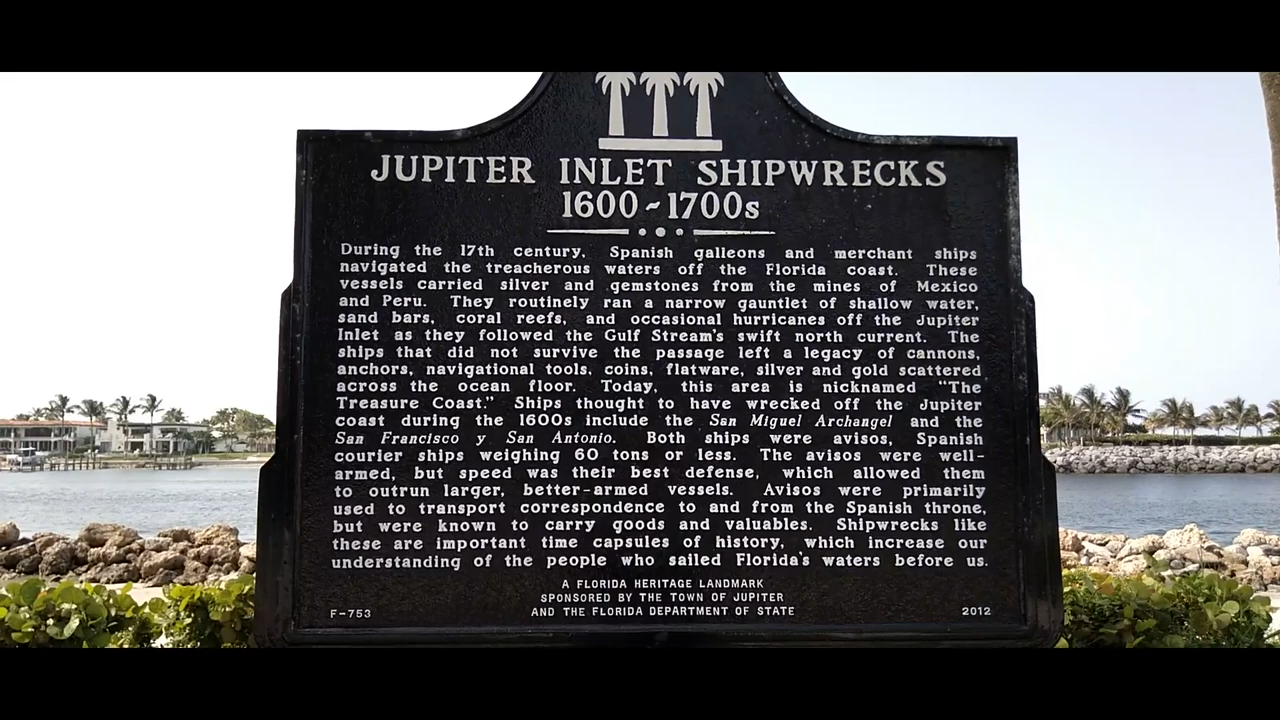 JUPITER INLET SHIPWRECKS
1600~1700s
During the 17th century, Spanish galleons and merchant ships
navigated the treacherous waters off the Florida coast. These
vessels carried silver and gemstones from the mines of Mexico
and Peru. They routinely ran a narrow gauntlet of shallow water,
sand bars, coral reefs, and occasional hurricanes off the Jupiter
Inlet as they followed the Gulf Stream's swift north current. The
ships that did not survive the passage left a legacy of cannons,
anchors, navigational tools, coins, flatware, silver and gold scattered
across the ocean floor. Today, this area is nicknamed "The
Treasure Coast." Ships thought to have wrecked off the Jupiter
coast during the 1600s include the San Miguel Archangel and the
San Francisco y San Antonio. Both ships were avisos, Spanish
courier ships weighing 60 tons or less. The avisos were well-
armed, but speed was their best defense, which allowed them
to outrun larger, better-armed vessels. Avisos were primarily
used to transport correspondence to and from the Spanish throne,
but were known to carry goods and valuables. Shipwrecks like
these are important time capsules of history, which increase our
understanding of the people who sailed Florida's waters before us.
A FLORIDA HERITAGE LANDMARK
SPONSORED BY THE TOWN OF JUPITER
F-753 AND THE FLORIDA DEPARTMENT OF STATE 2012